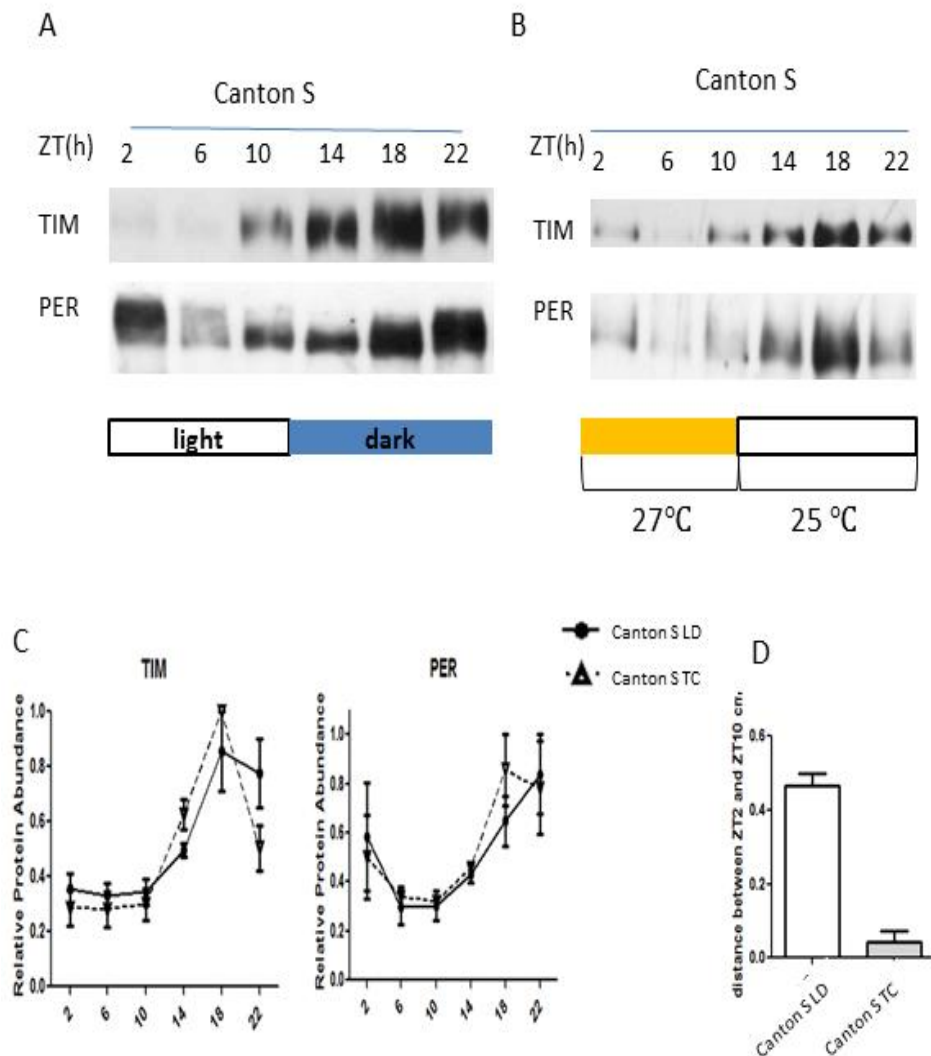 A
Canton S
ZT(h) 2 6 10 14 18 22
TIM
PER
light dark
B
Canton S
ZT(h) 2 6 10 14 18 22
TIM
PER
27°C 25 °C
C
Canton S LD
Canton S TC
TIM
Relative Protein Abundance
1.0
0.8
0.6
0.4
0.2
0.0
2 6 10 14 18 22
PER
Relative Protein Abundance
1.0
0.8
0.6
0.4
0.2
0.0
2 6 10 14 18 22
D
distance between ZT2 and ZT10 cm.
0.6
0.4
0.2
0.0
Canton S LD
Canton S TC